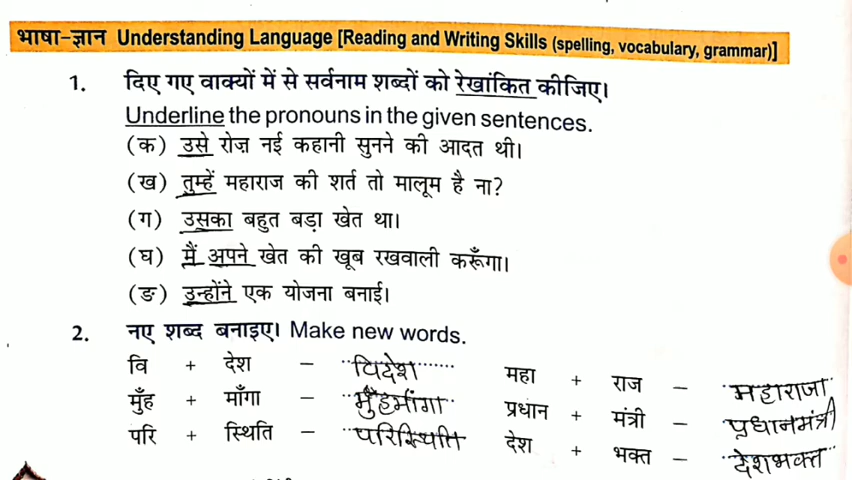 भाषा-ज्ञान Understanding Language [Reading and Writing Skills (spelling, vocabulary, grammar)]
1. दिए गए वाक्यों में से सर्वनाम शब्दों को रेखांकित कीजिए।
Underline the pronouns in the given sentences.
(क) उसे रोज़ नई कहानी सुनने की आदत थी।
(ख) तुम्हें महाराज की शर्त तो मालूम है ना?
(ग) उसका बहुत बड़ा खेत था।
(घ) मैं अपने खेत की खूब रखवाली करूँगा।
(ङ) उन्होंने एक योजना बनाई।
2. नए शब्द बनाइए। Make new words.
वि + देश – विदेश महा + राज – महाराजा
मुँह + माँगा – मुँहमांगा प्रधान + मंत्री – प्रधानमंत्री
परि + स्थिति – परिस्थिति देश + भक्त – देशभक्त